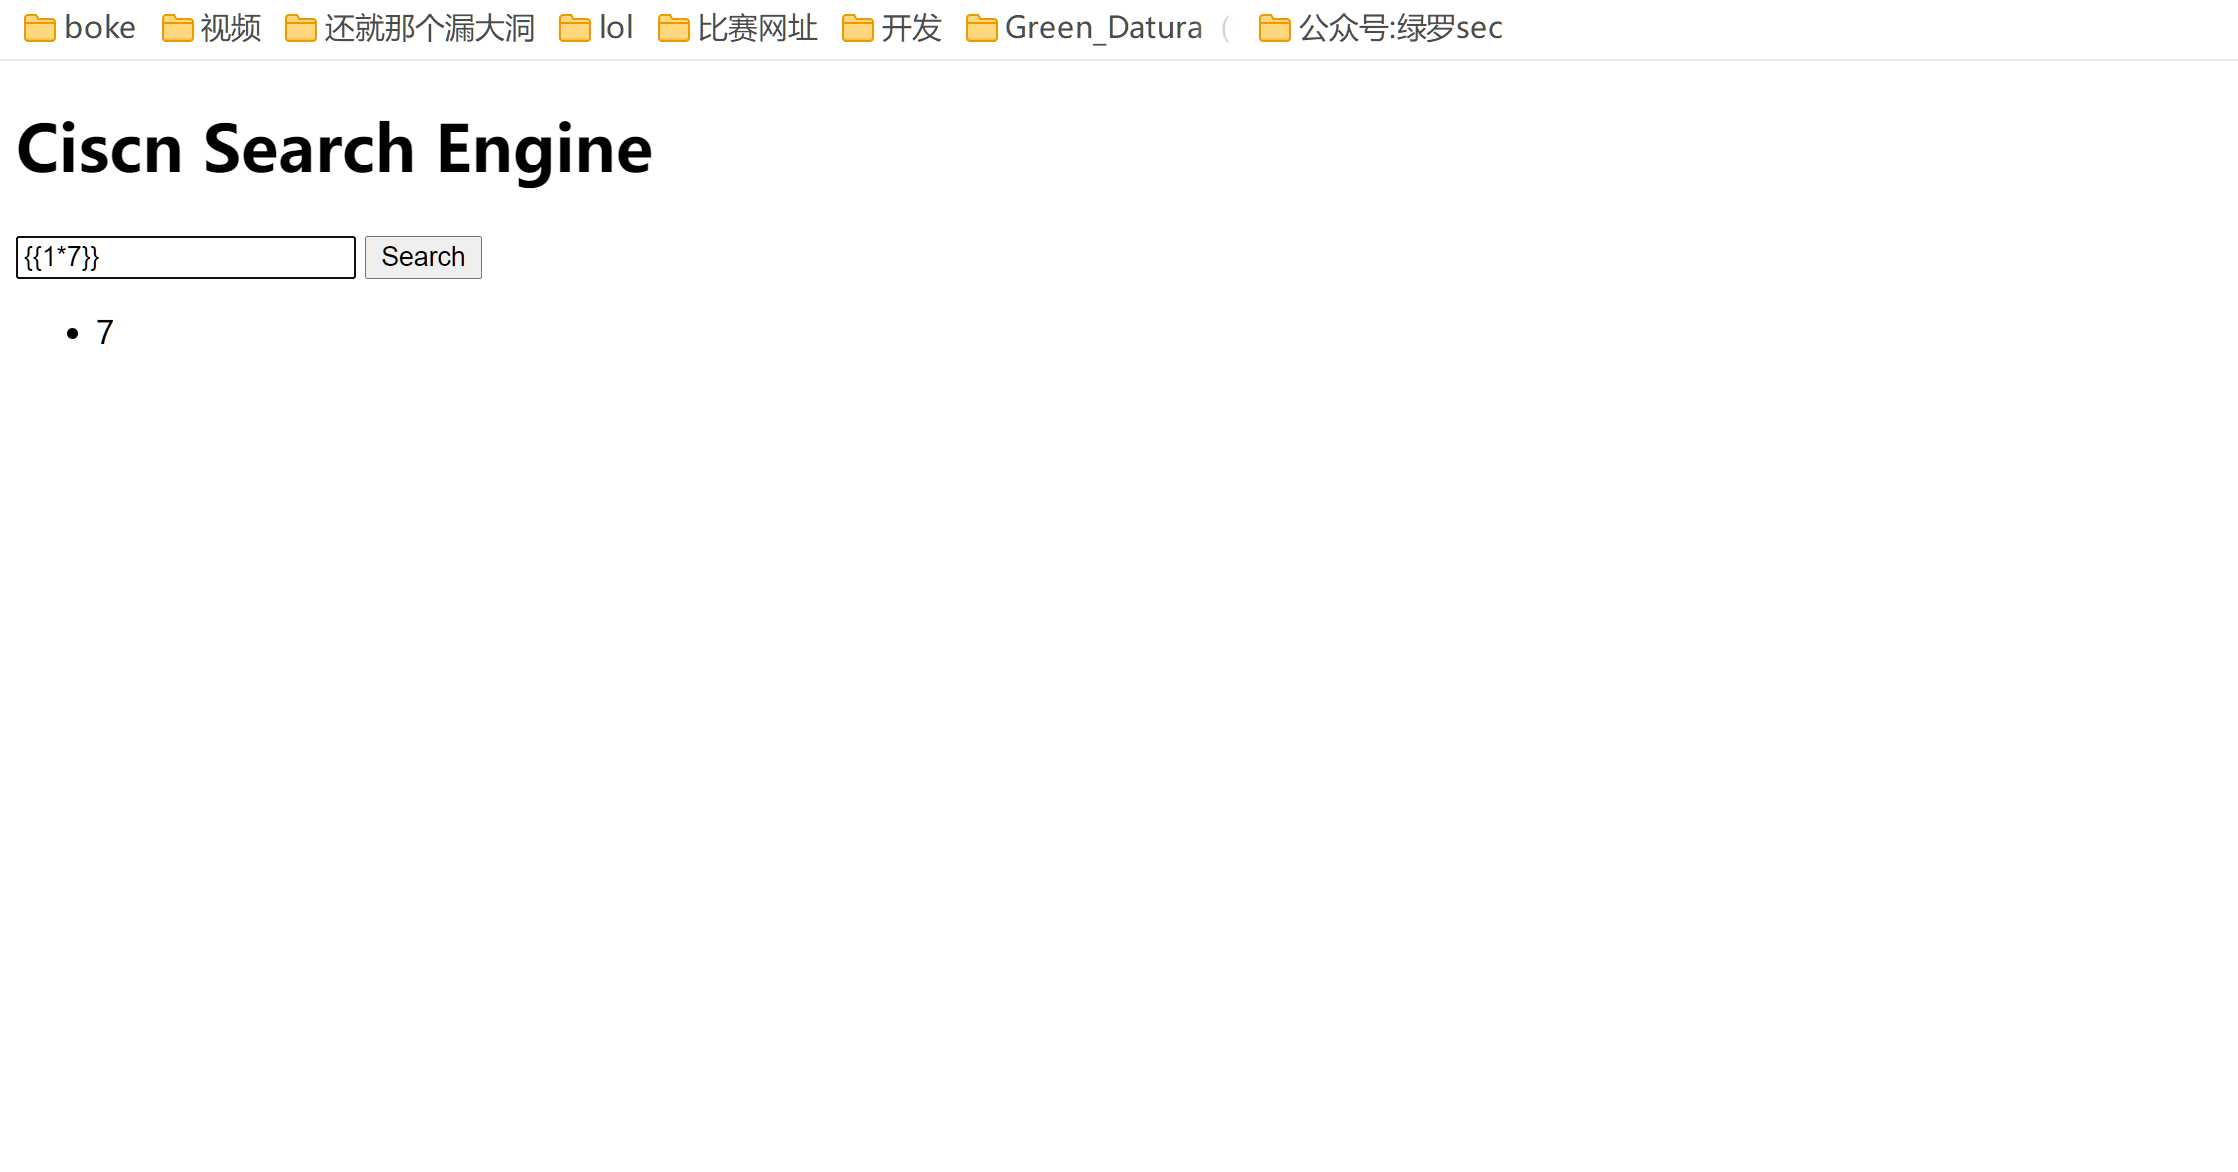 boke 视频 还就那个漏大洞 lol 比赛网址 开发 Green_Datura ( 公众号:绿罗sec
Ciscn Search Engine
{{1*7}} Search
• 7